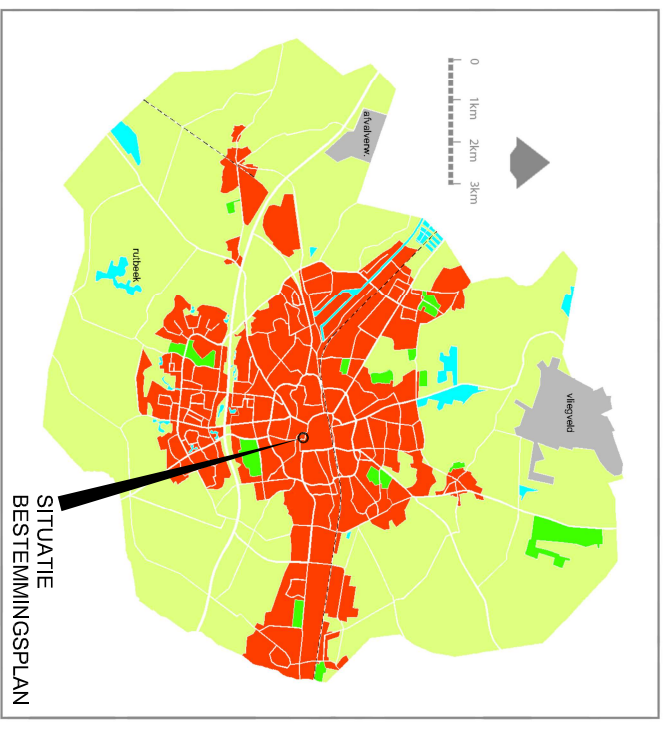 0
1km
2km
3km
afvalverw.
vliegveld
rutbeek
SITUATIE
BESTEMMINGSPLAN